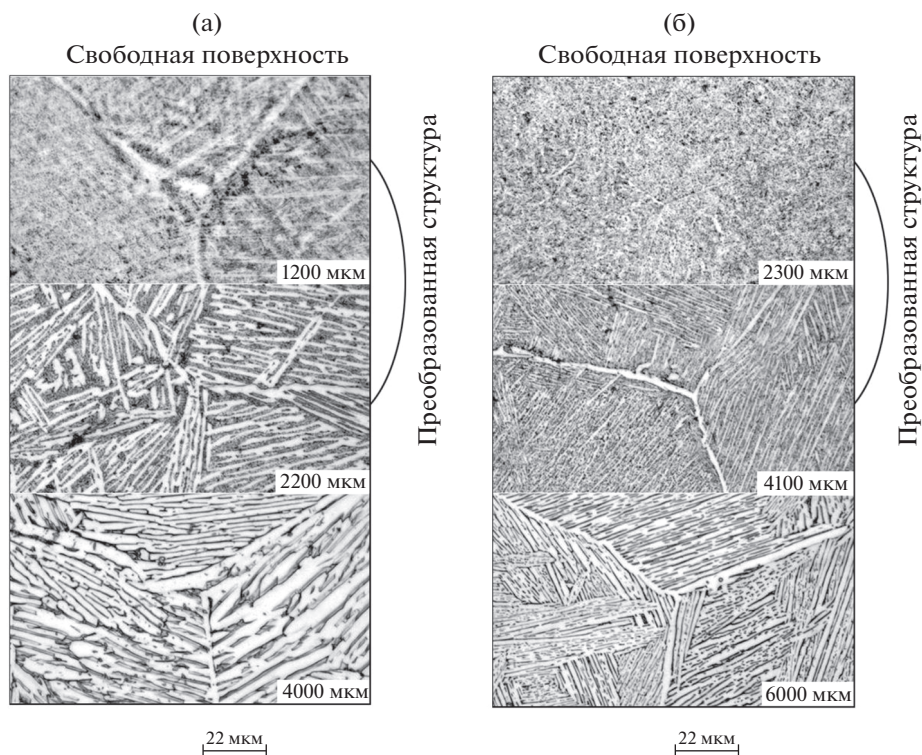 (а)
Свободная поверхность
1200 мкм
2200 мкм
4000 мкм
Преобразованная структура
22 мкм
(б)
Свободная поверхность
2300 мкм
4100 мкм
6000 мкм
Преобразованная структура
22 мкм